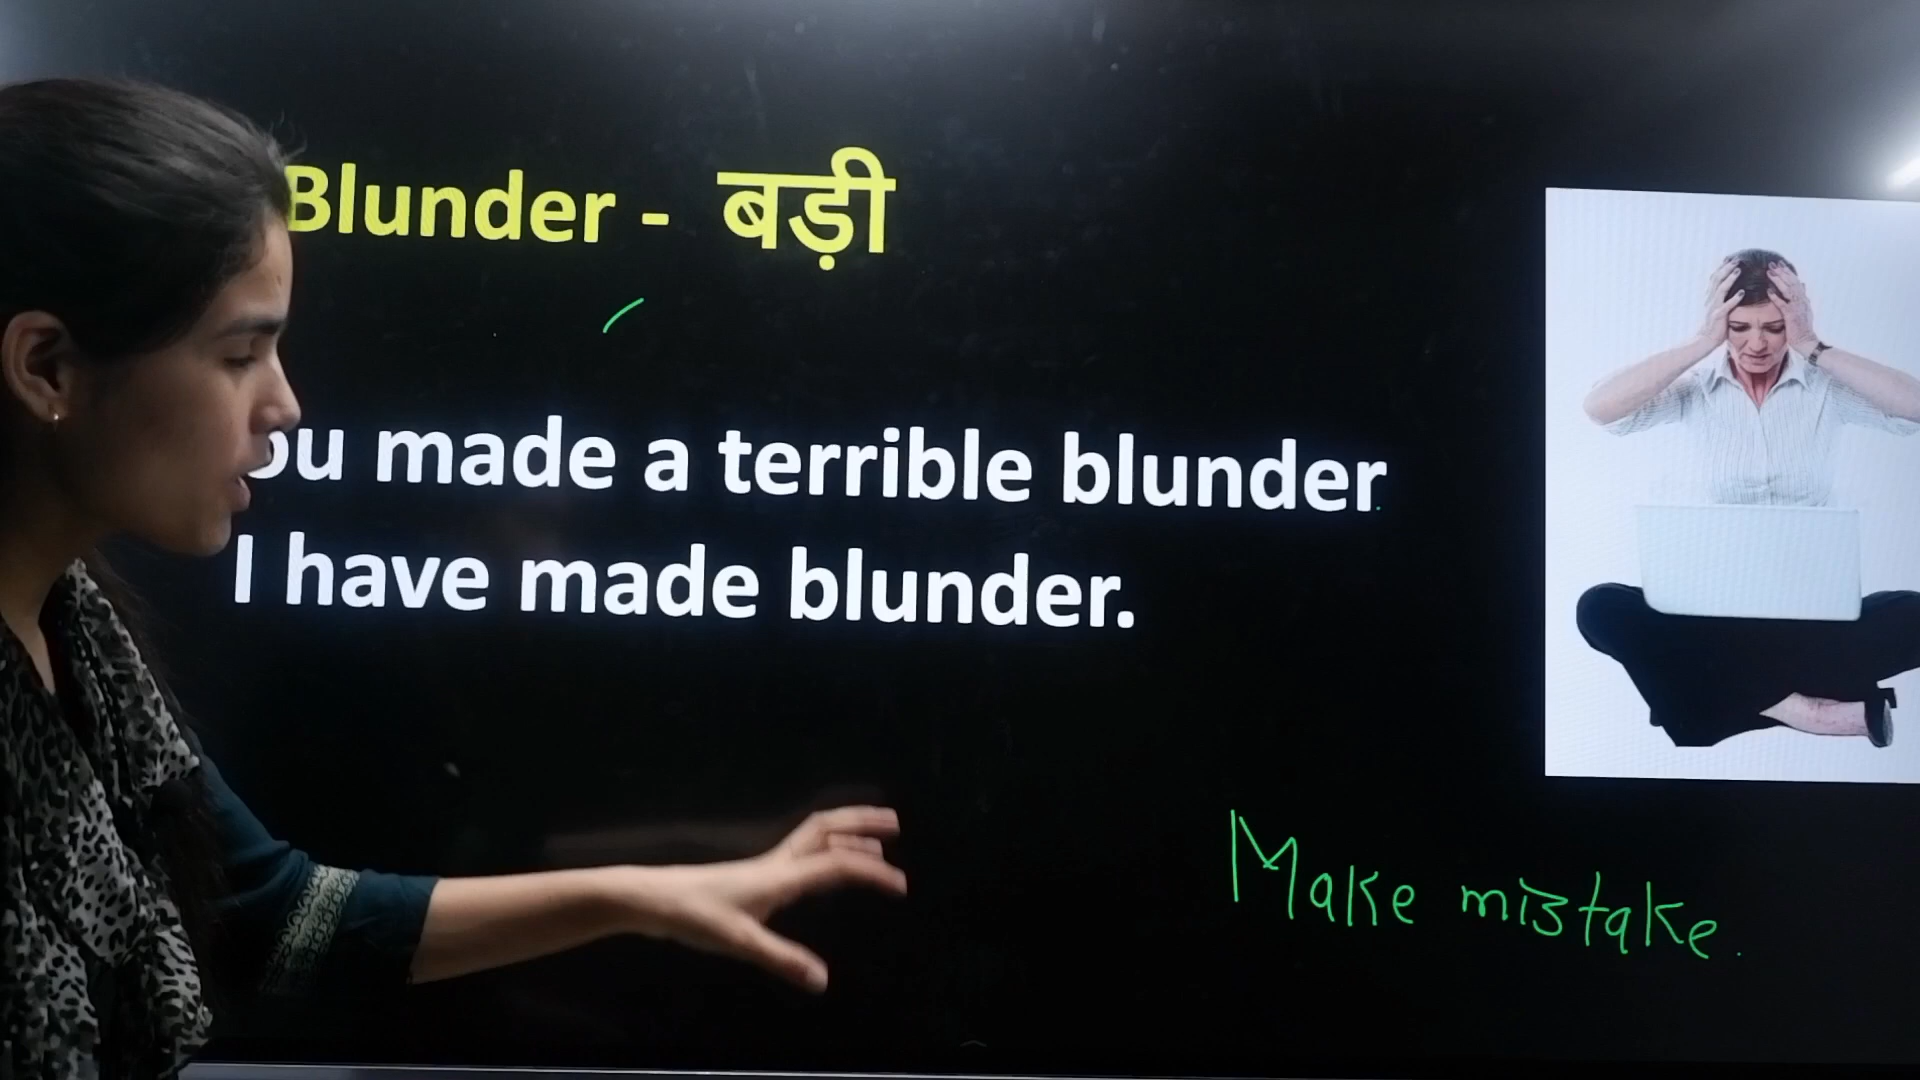 Blunder - बड़ी
ou made a terrible blunder
I have made blunder.
Make mistake.